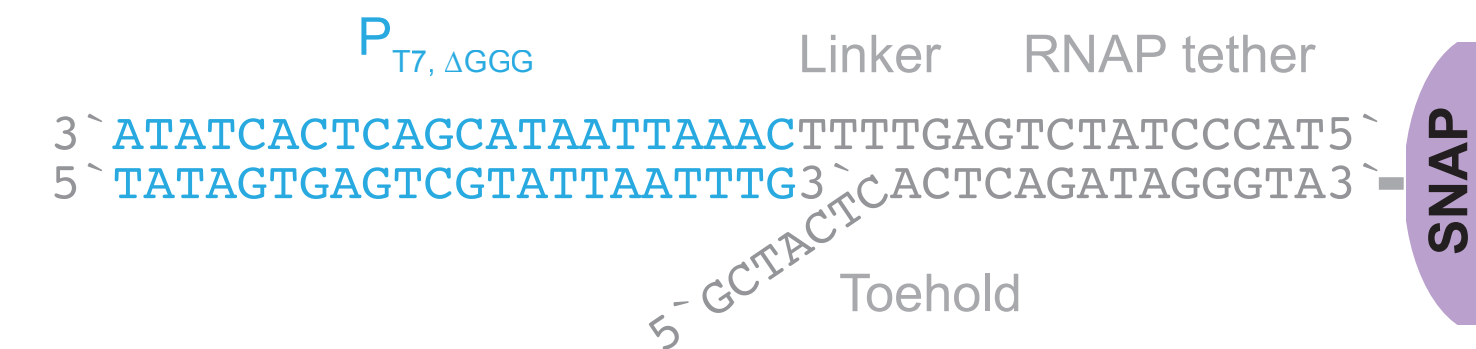 P T7, ΔGGG Linker RNAP tether
3`ATATCACTCAGCATAATTAAACTTTTGAGTCTATCCCAT5`
5`TATAGTGAGTCGTATTAATTTG3` ACTCAGATAGGGTA3`
5`GCTACTC
Toehold
SNAP